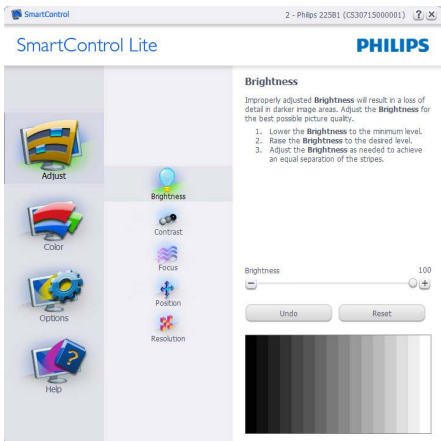 SmartControl
2 - Philips 225B1 (CS30715000001)
SmartControl Lite
PHILIPS
Adjust
Color
Options
Help
Brightness
Contrast
Focus
Position
Resolution
Brightness
Improperly adjusted Brightness will result in a loss of
detail in darker image areas. Adjust the Brightness for
the best possible picture quality.
1. Lower the Brightness to the minimum level.
2. Raise the Brightness to the desired level.
3. Adjust the Brightness as needed to achieve
an equal separation of the stripes.
Brightness 100
Undo Reset